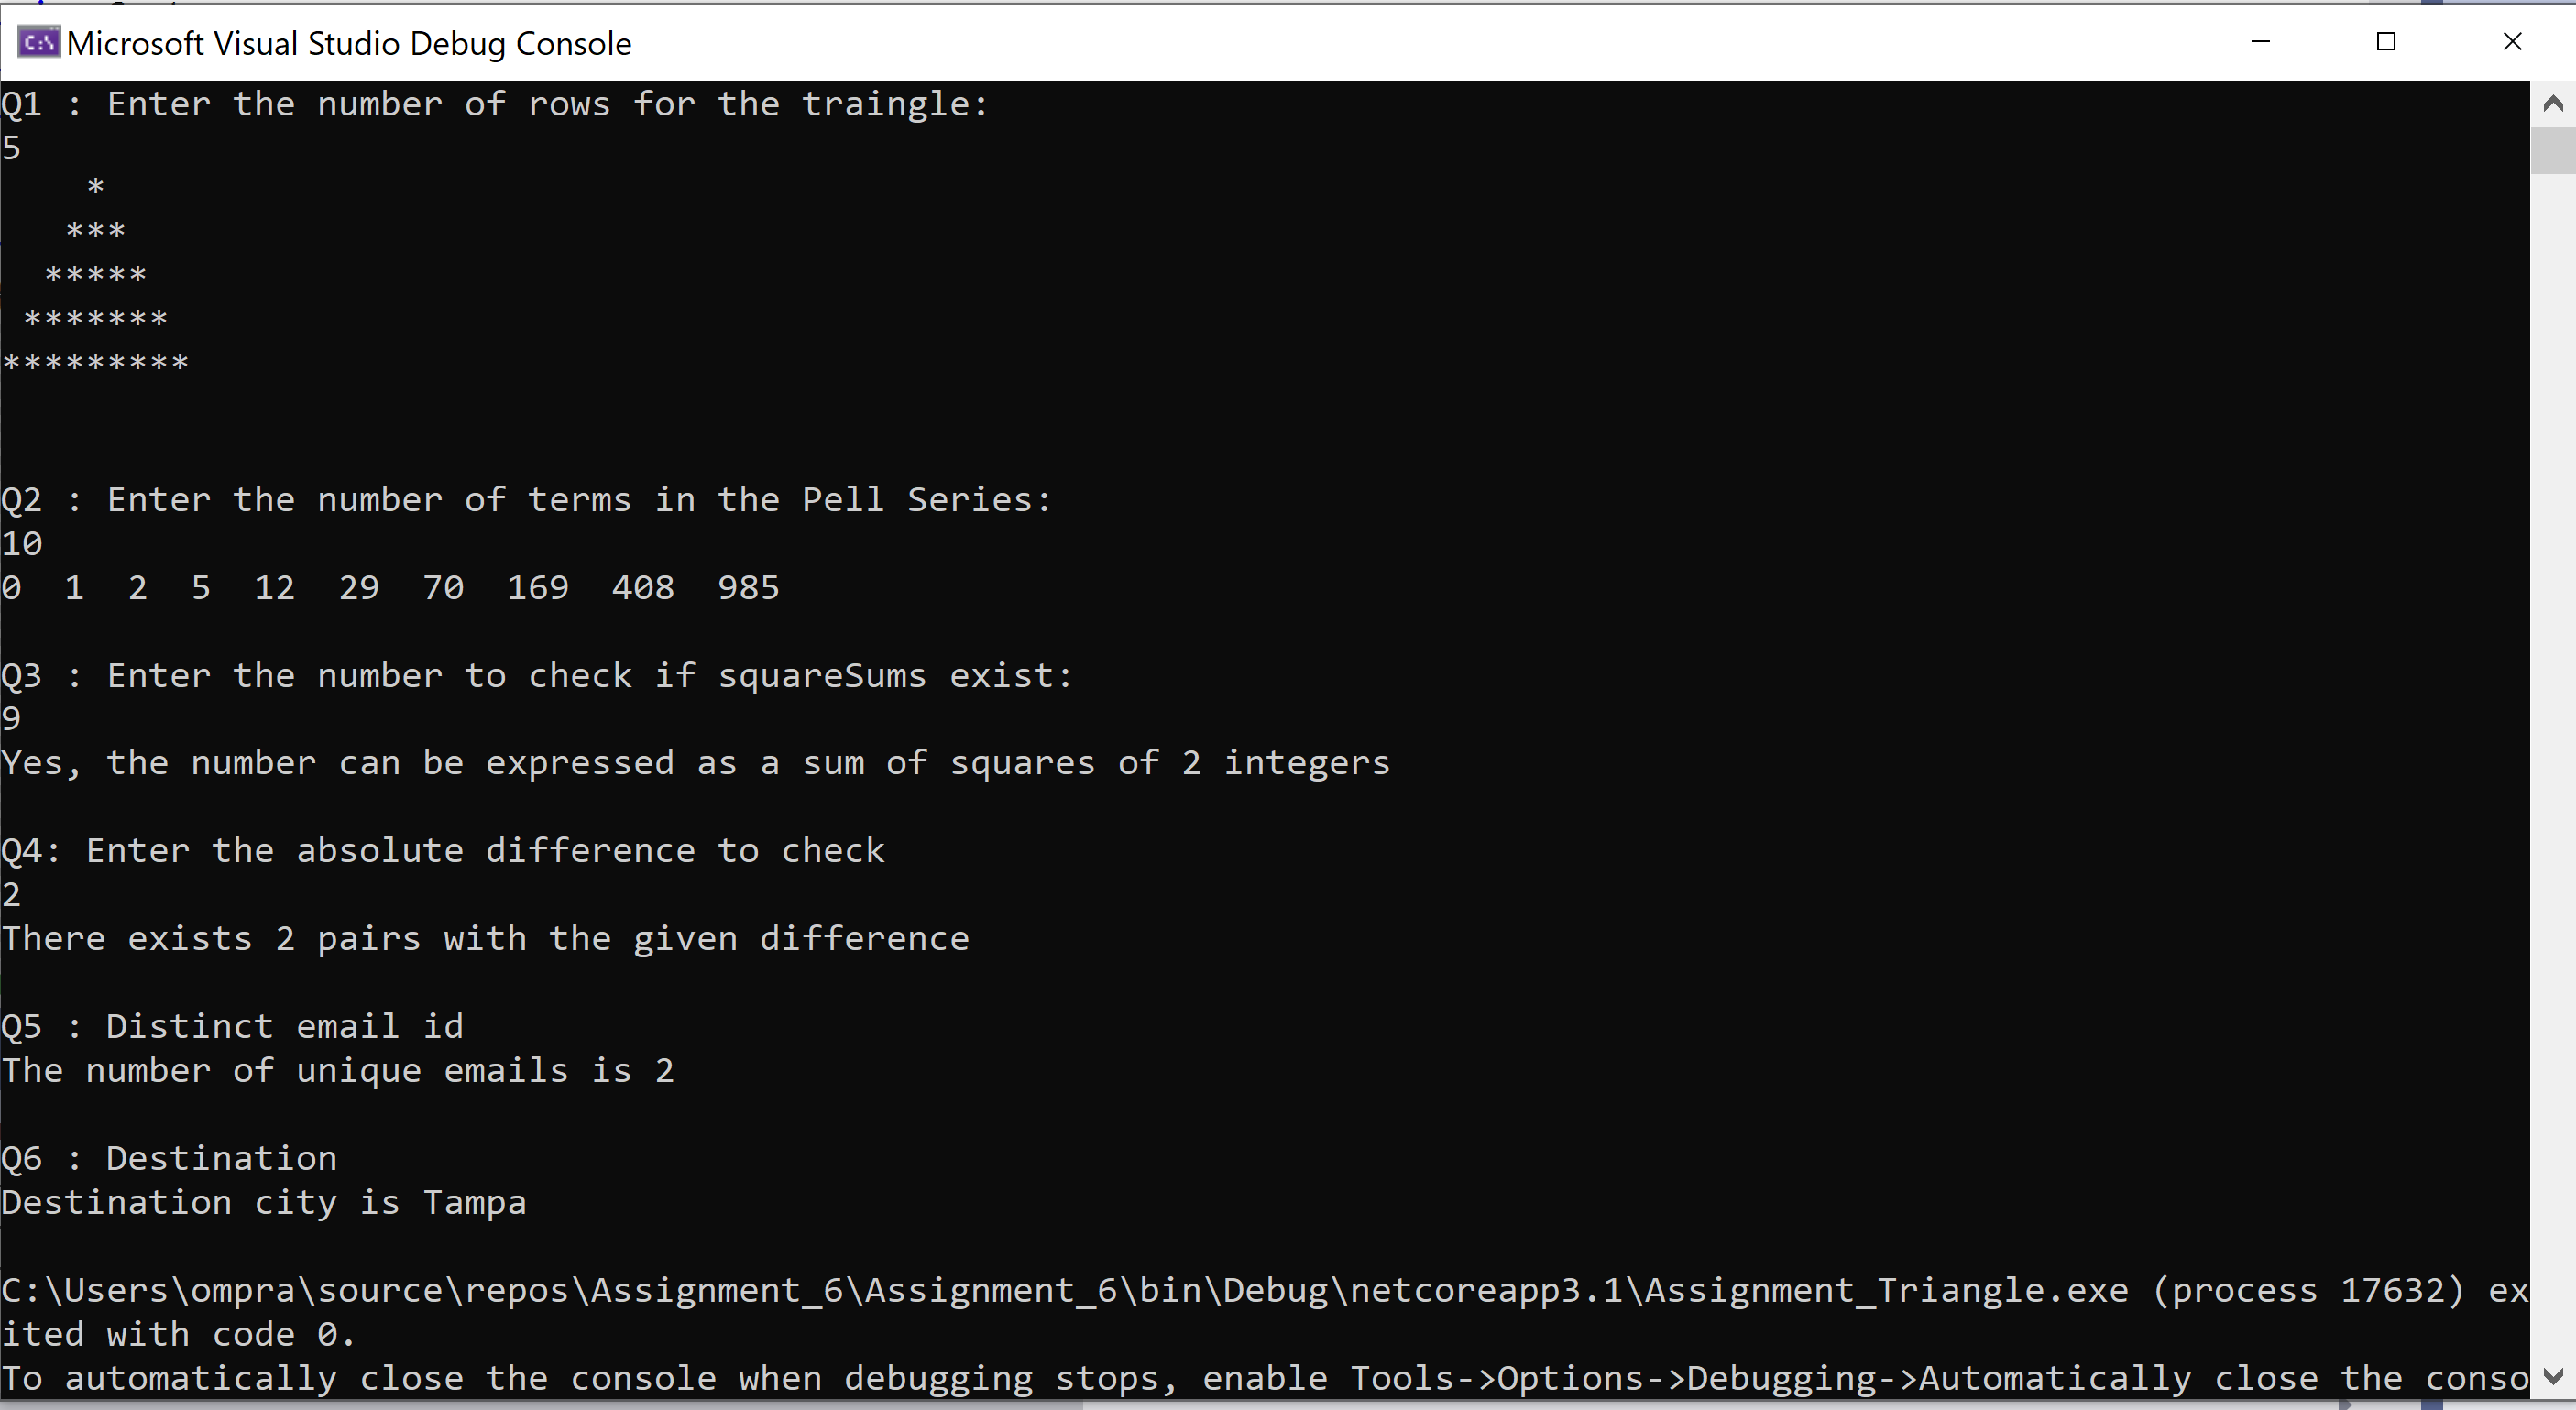 Microsoft Visual Studio Debug Console
Q1 : Enter the number of rows for the traingle:
5
    *
   ***
  *****
 *******
*********
Q2 : Enter the number of terms in the Pell Series:
10
0  1  2  5  12  29  70  169  408  985
Q3 : Enter the number to check if squareSums exist:
9
Yes, the number can be expressed as a sum of squares of 2 integers
Q4: Enter the absolute difference to check
2
There exists 2 pairs with the given difference
Q5 : Distinct email id
The number of unique emails is 2
Q6 : Destination
Destination city is Tampa
C:\Users\ompra\source\repos\Assignment_6\Assignment_6\bin\Debug\netcoreapp3.1\Assignment_Triangle.exe (process 17632) ex
ited with code 0.
To automatically close the console when debugging stops, enable Tools->Options->Debugging->Automatically close the conso